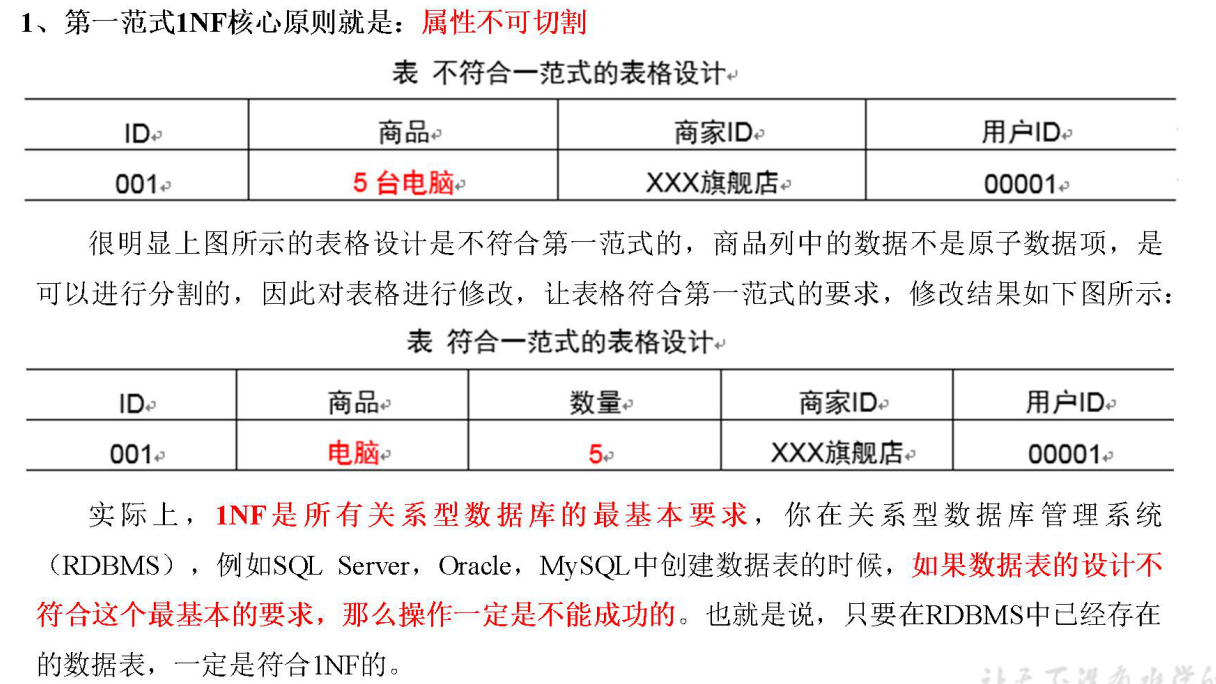 1、第一范式1NF核心原则就是：属性不可切割
表 不符合一范式的表格设计
ID 商品 商家ID 用户ID
001 5 台电脑 XXX旗舰店 00001
很明显上图所示的表格设计是不符合第一范式的，商品列中的数据不是原子数据项，是
可以进行分割的，因此对表格进行修改，让表格符合第一范式的要求，修改结果如下图所示：
表 符合一范式的表格设计
ID 商品 数量 商家ID 用户ID
001 电脑 5 XXX旗舰店 00001
实际上，1NF是所有关系型数据库的最基本要求，你在关系型数据库管理系统
（RDBMS），例如SQL Server，Oracle，MySQL中创建数据表的时候，如果数据表的设计不
符合这个最基本的要求，那么操作一定是不能成功的。也就是说，只要在RDBMS中已经存在
的数据表，一定是符合1NF的。